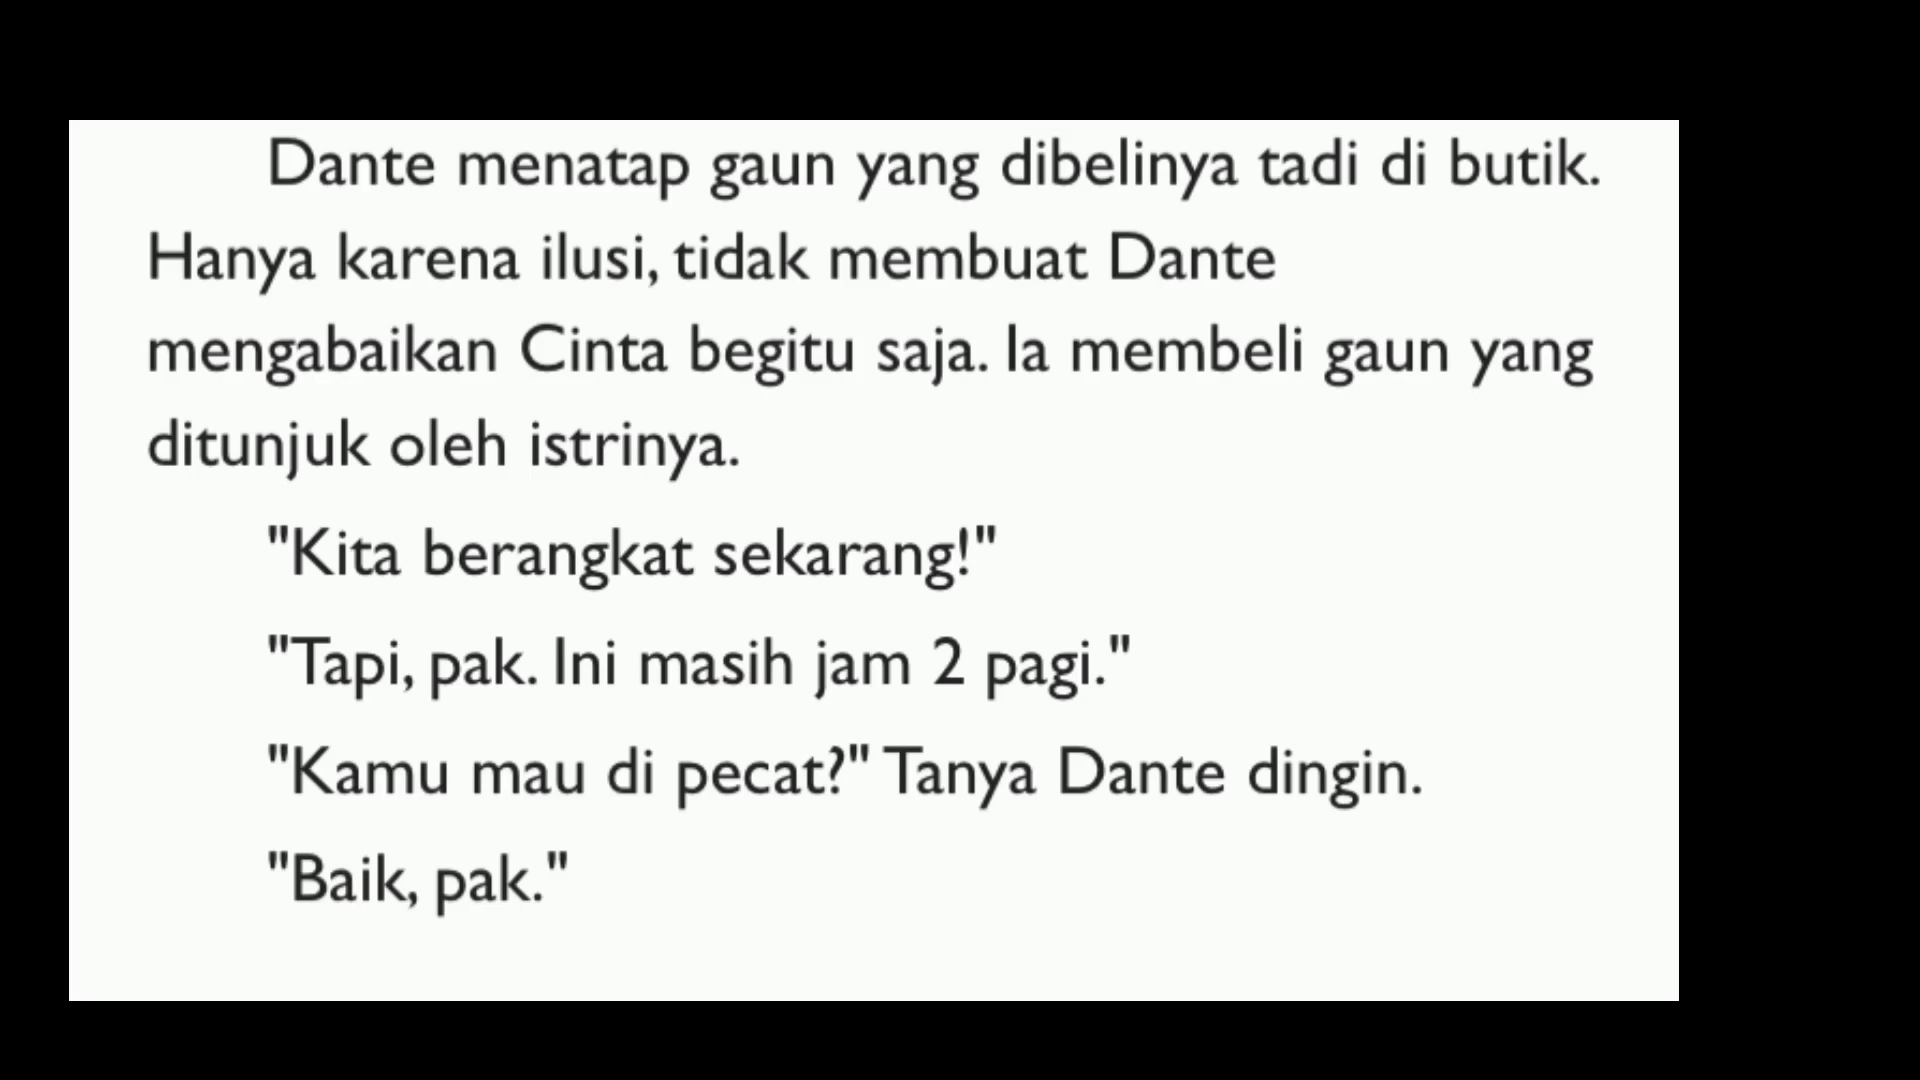 Dante menatap gaun yang dibelinya tadi di butik.
Hanya karena ilusi, tidak membuat Dante
mengabaikan Cinta begitu saja. Ia membeli gaun yang
ditunjuk oleh istrinya.
"Kita berangkat sekarang!"
"Tapi, pak. Ini masih jam 2 pagi."
"Kamu mau di pecat?" Tanya Dante dingin.
"Baik, pak."